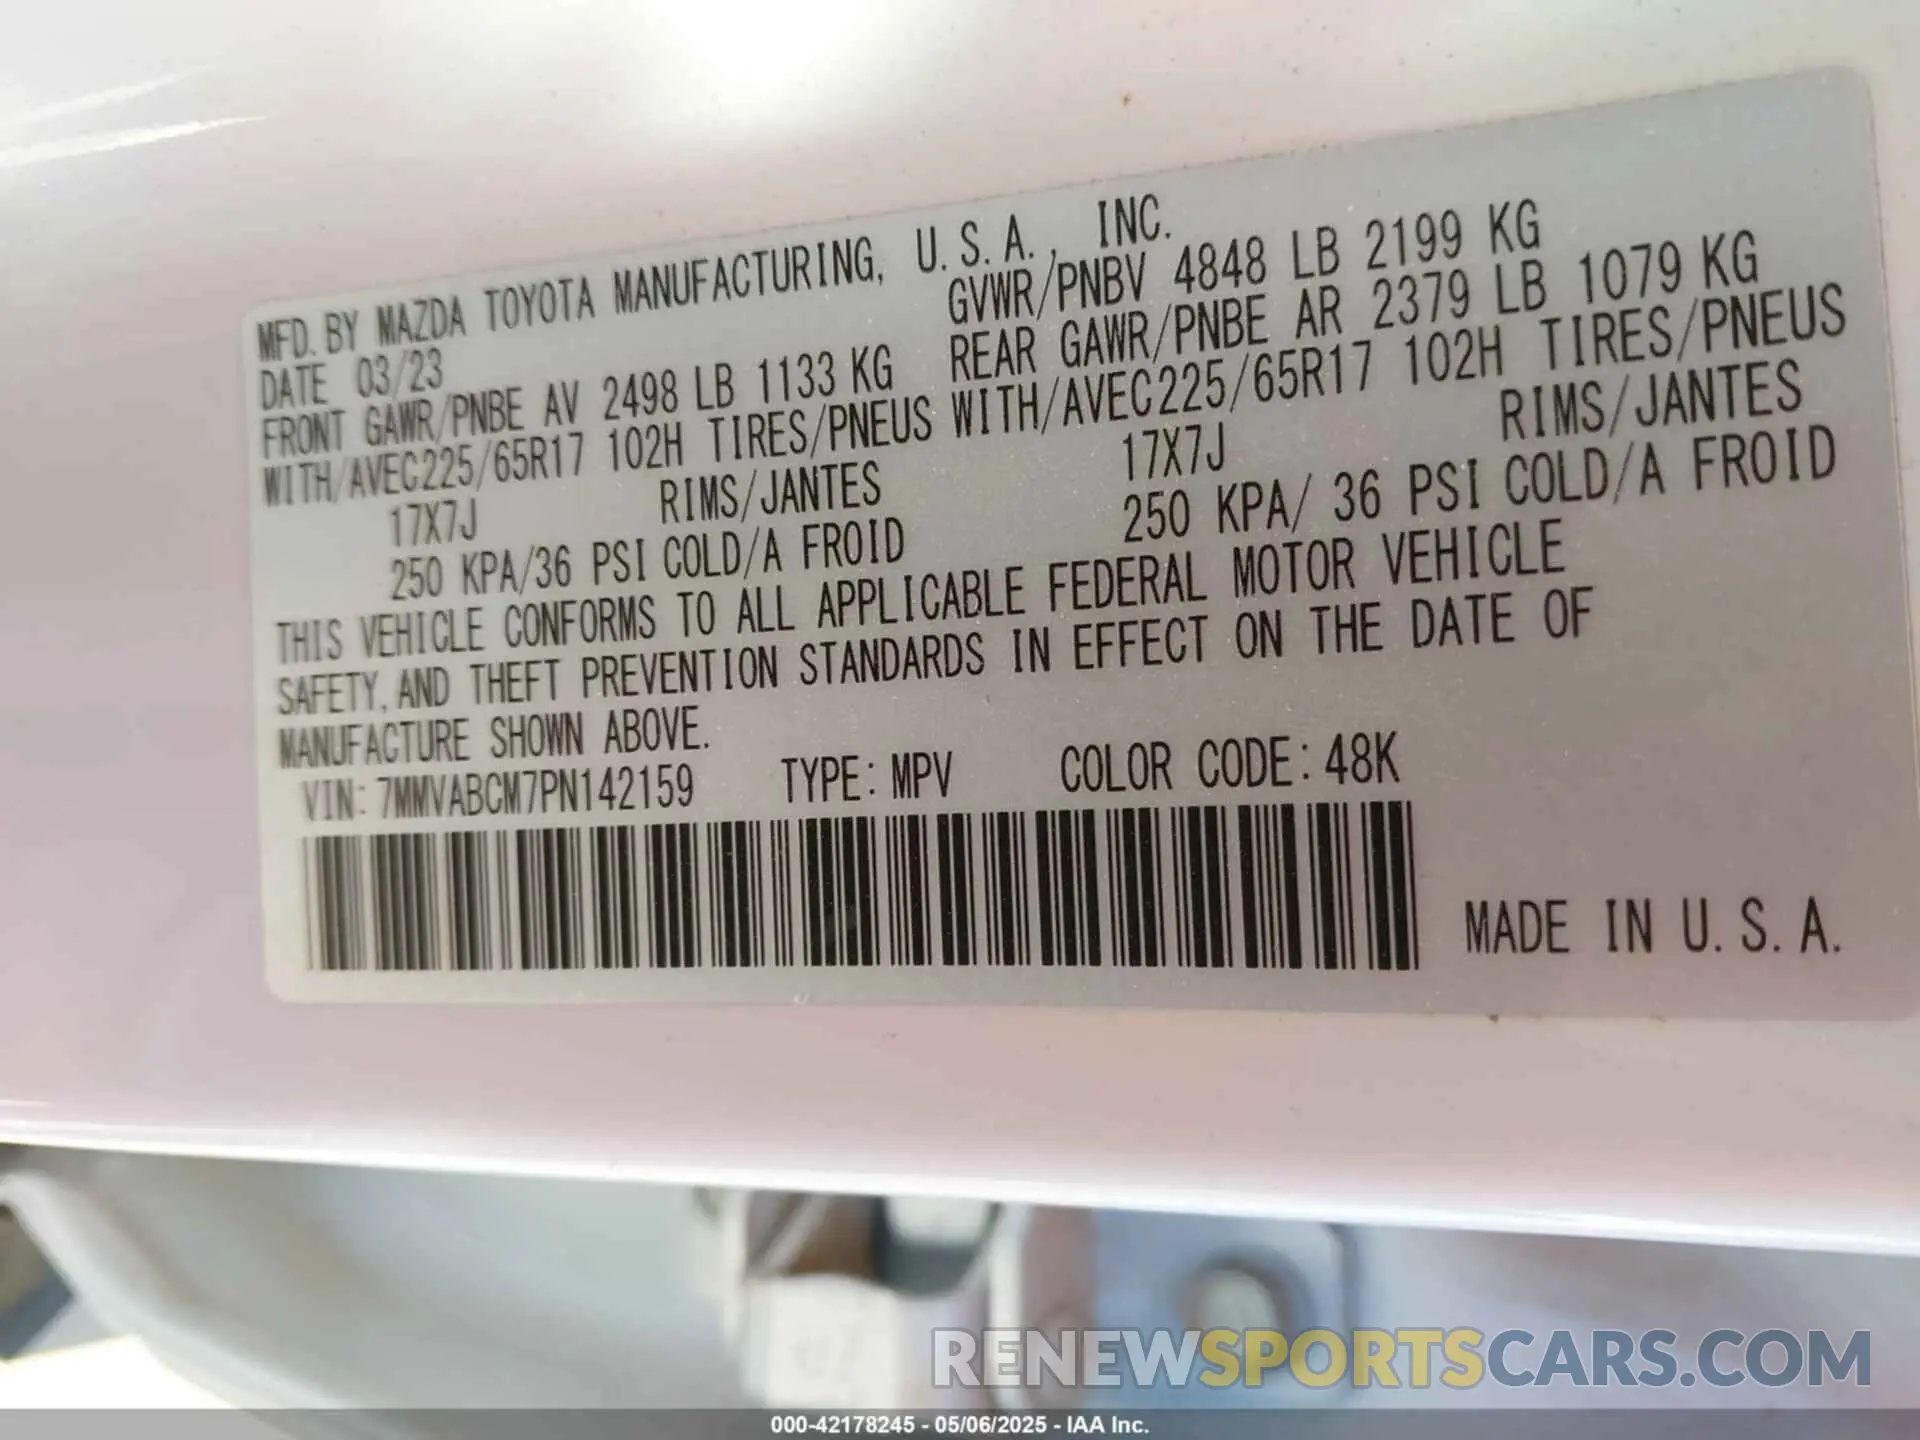 MFD. BY MAZDA TOYOTA MANUFACTURING, U.S.A., INC.
DATE 03/23 GVWR/PNBV 4848 LB 2199 KG
FRONT GAWR/PNBE AV 2498 LB 1133 KG REAR GAWR/PNBE AR 2379 LB 1079 KG
WITH/AVEC225/65R17 102H TIRES/PNEUS WITH/AVEC225/65R17 102H TIRES/PNEUS
17X7J RIMS/JANTES 17X7J RIMS/JANTES
250 KPA/36 PSI COLD/A FROID 250 KPA/ 36 PSI COLD/A FROID
THIS VEHICLE CONFORMS TO ALL APPLICABLE FEDERAL MOTOR VEHICLE
SAFETY, AND THEFT PREVENTION STANDARDS IN EFFECT ON THE DATE OF
MANUFACTURE SHOWN ABOVE.
VIN: 7MMVABCM7PN142159 TYPE: MPV COLOR CODE: 48K
MADE IN U.S.A.
RENEWSPORTSCARS.COM
000-42178245 - 05/06/2025 - IAA Inc.